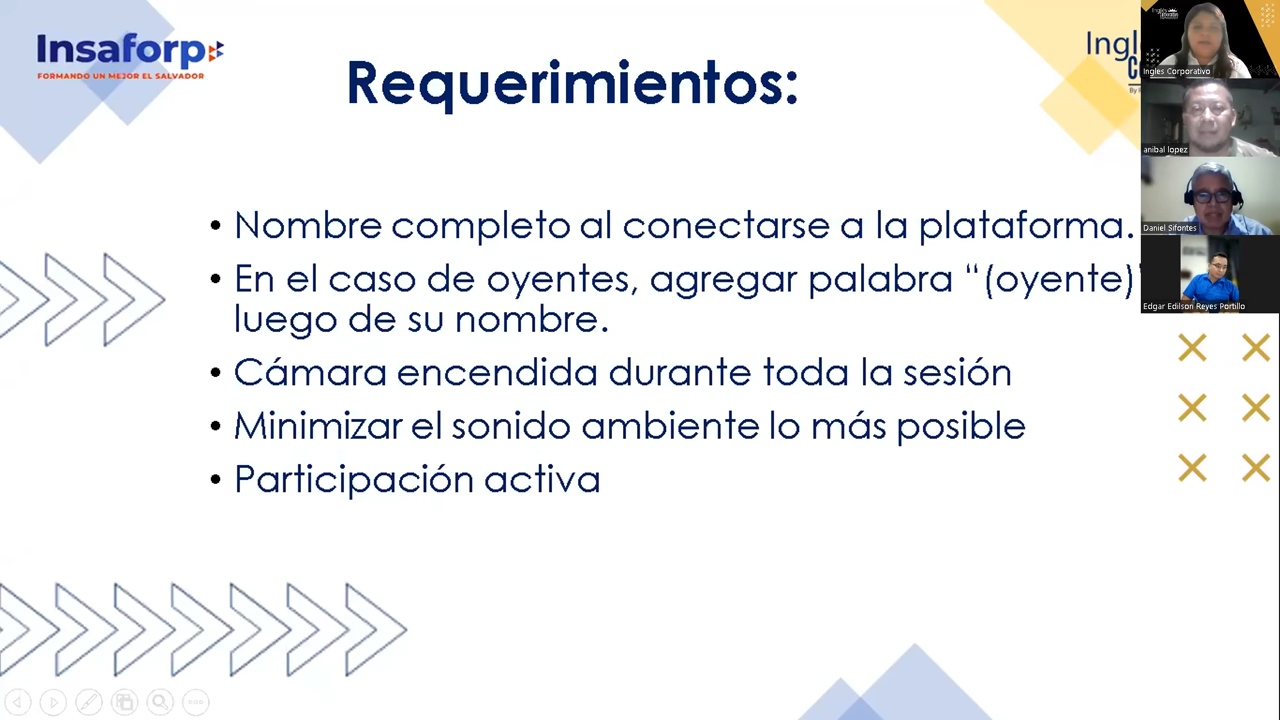 Insaforp
FORMANDO UN MEJOR EL SALVADOR
Requerimientos:
• Nombre completo al conectarse a la plataforma.
• En el caso de oyentes, agregar palabra “(oyente)
luego de su nombre.
• Cámara encendida durante toda la sesión
• Minimizar el sonido ambiente lo más posible
• Participación activa
Ingles Corporativo
anibal lopez
Daniel Sifontes
Edgar Edilson Reyes Portillo